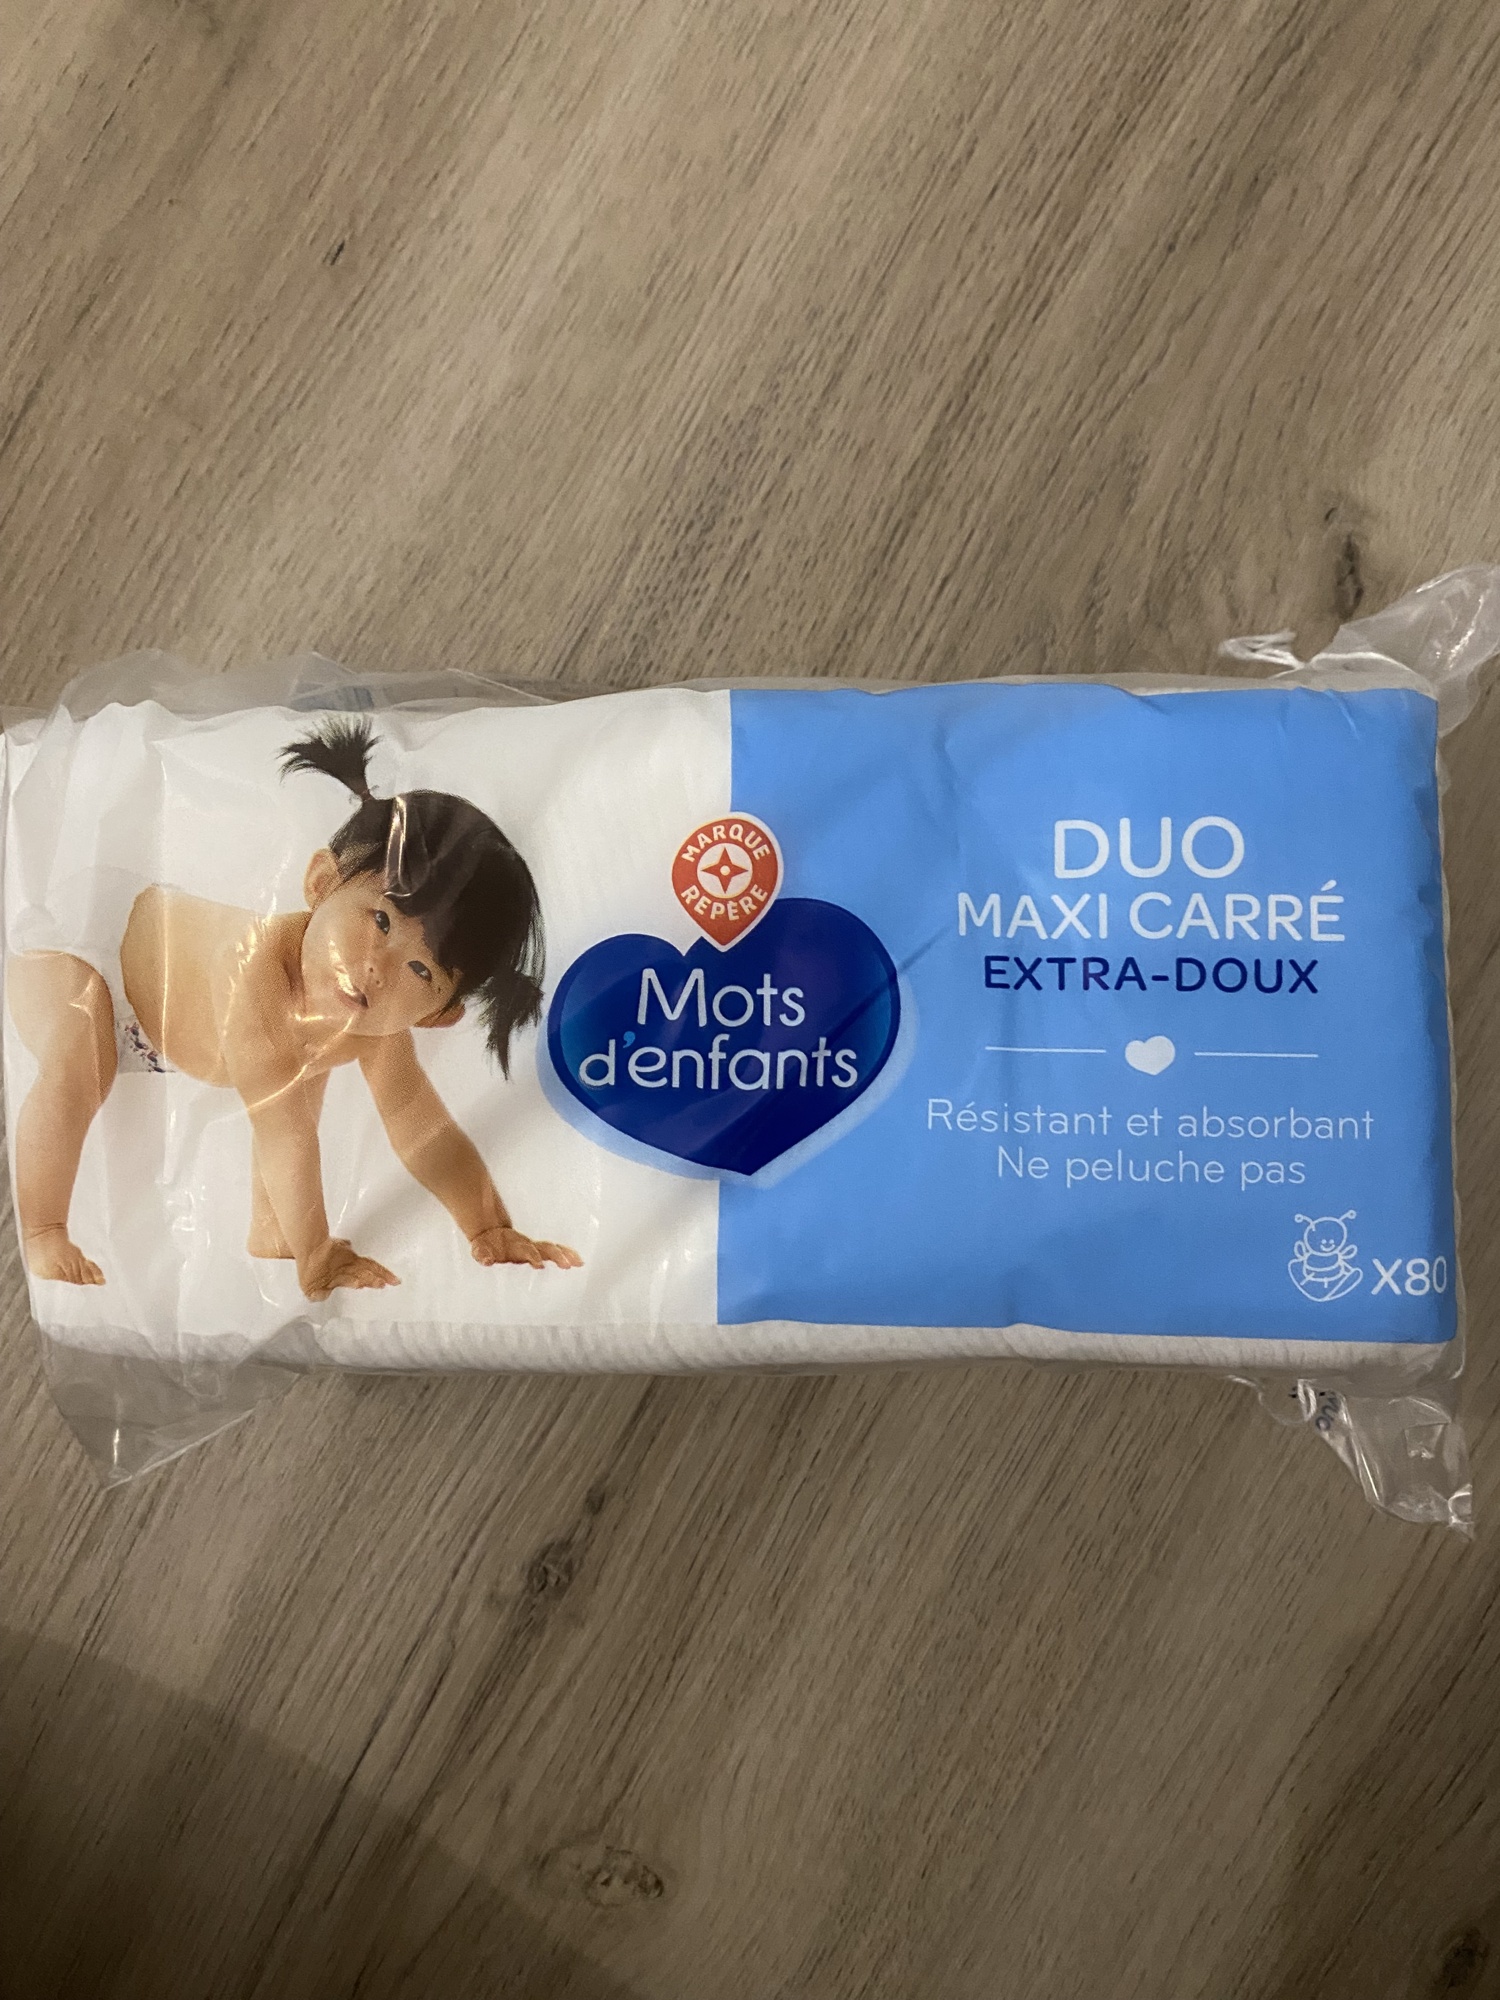 MARQUE
REPÈRE
Mots
d'enfants
DUO
MAXI CARRÉ
EXTRA-DOUX
Résistant et absorbant
Ne peluche pas
X80